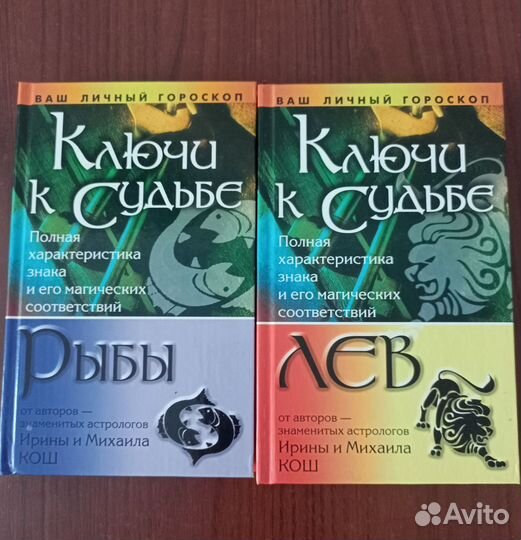 ВАШ ЛИЧНЫЙ ГОРОСКОП
Ключи
к Судьбе
Полная
характеристика
знака
и его магических
соответствий
Рыбы
от авторов —
знаменитых астрологов
Ирины и Михаила
КОШ
ВАШ ЛИЧНЫЙ ГОРОСКОП
Ключи
к Судьбе
Полная
характеристика
знака
и его магических
соответствий
ЛЕВ
от авторов —
знаменитых астрологов
Ирины и Михаила
КОШ
Avito